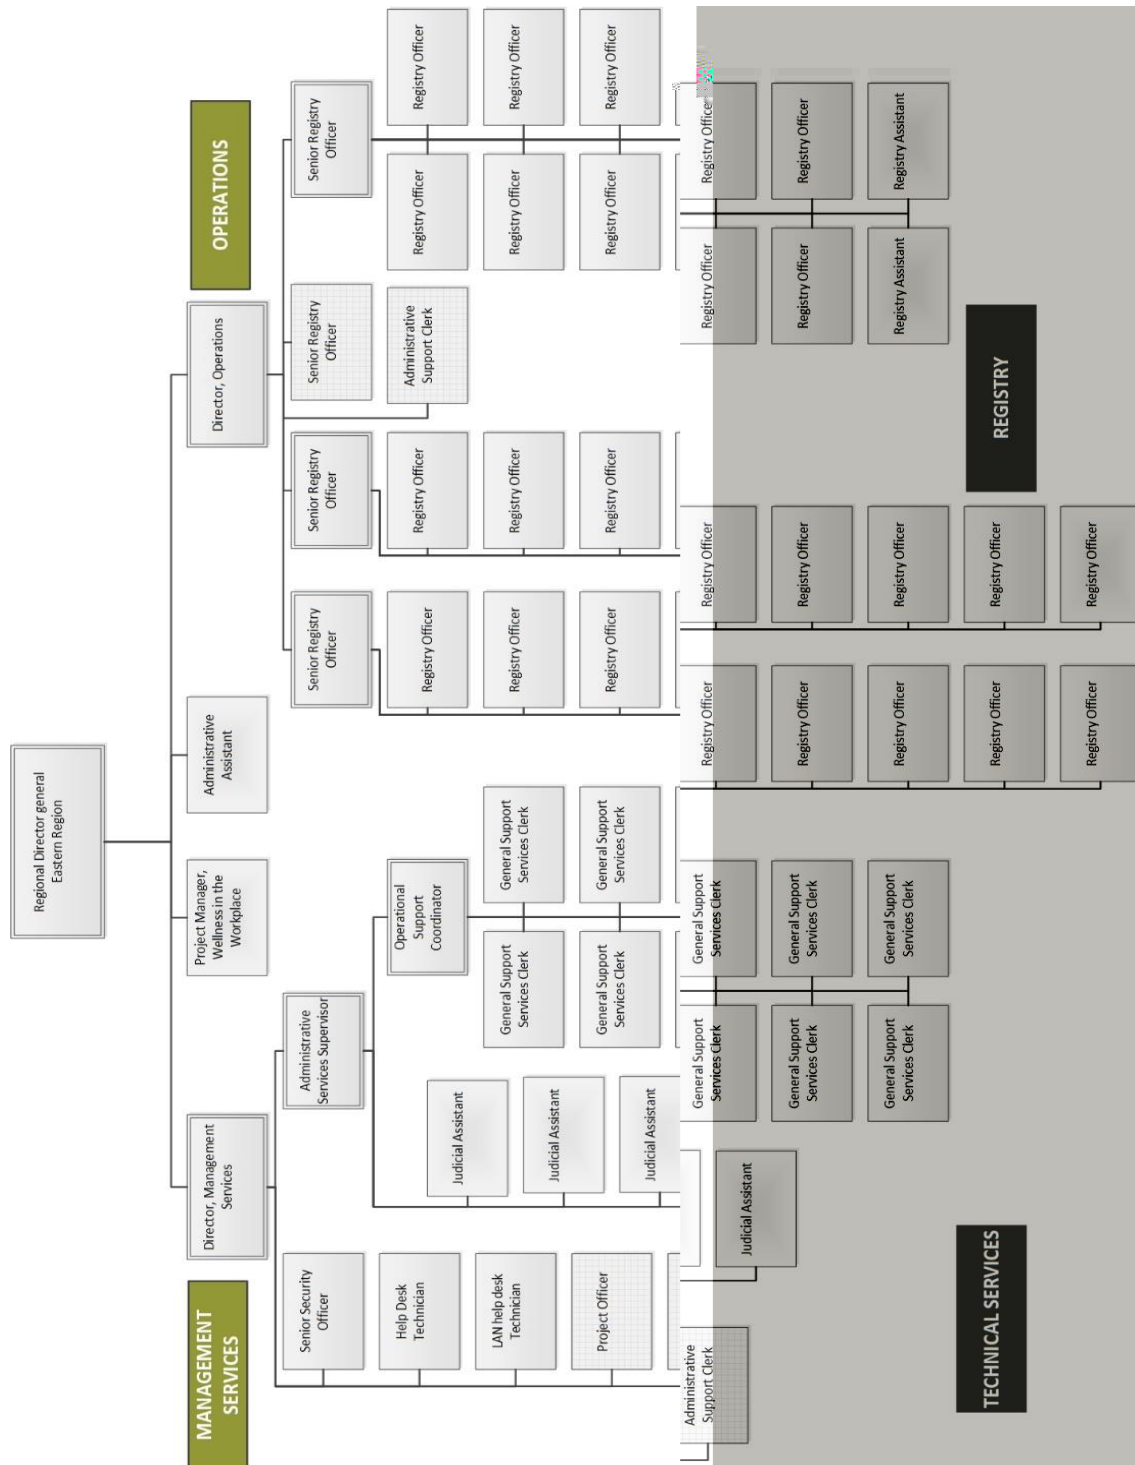 Regional Director general
Eastern Region
MANAGEMENT
SERVICES
Director, Management
Services
Project Manager,
Wellness in the
Workplace
Administrative
Assistant
Director, Operations
OPERATIONS
Senior Security
Officer
Administrative
Services Supervisor
Senior Registry
Officer
Senior Registry
Officer
Senior Registry
Officer
Senior Registry
Officer
Help Desk
Technician
Operational
Support
Coordinator
Registry Officer
Registry Officer
Administrative
Support Clerk
Registry Officer
Registry Officer
Judicial Assistant
LAN help desk
Technician
General Support
Services Clerk
General Support
Services Clerk
Registry Officer
Registry Officer
Registry Officer
Registry Officer
Judicial Assistant
Project Officer
General Support
Services Clerk
General Support
Services Clerk
Registry Officer
Registry Officer
Registry Officer
Registry Officer
Judicial Assistant
Administrative
Support Clerk
General Support
Services Clerk
General Support
Services Clerk
Registry Officer
Registry Officer
Registry Officer
Registry Officer
Judicial Assistant
General Support
Services Clerk
General Support
Services Clerk
Registry Officer
Registry Officer
Registry Officer
Registry Officer
General Support
Services Clerk
General Support
Services Clerk
Registry Officer
Registry Officer
Registry Assistant
Registry Assistant
TECHNICAL SERVICES
Registry Officer
Registry Officer
REGISTRY
Registry Officer
Registry Officer